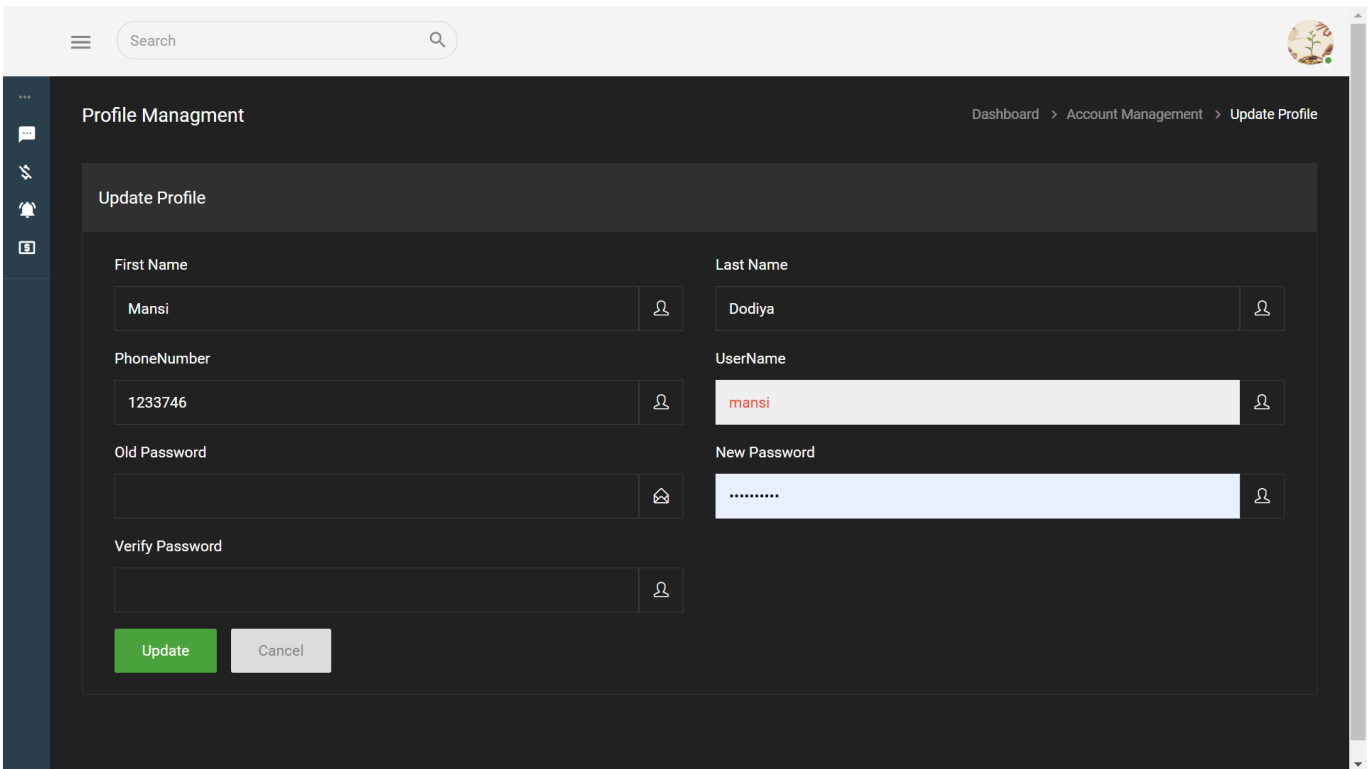 Search
Profile Managment
Dashboard > Account Management > Update Profile
Update Profile
First Name
Last Name
Mansi
Dodiya
PhoneNumber
UserName
1233746
mansi
Old Password
New Password
••••••••••
Verify Password
Update
Cancel